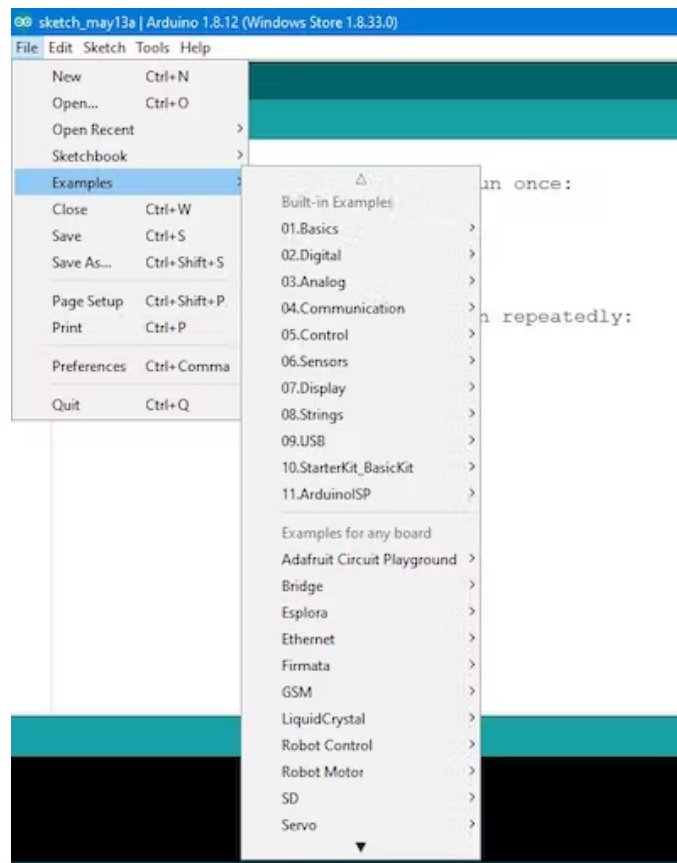 sketch_may13a | Arduino 1.8.12 (Windows Store 1.8.33.0)
File Edit Sketch Tools Help
New Ctrl+N
Open... Ctrl+O
Open Recent
Sketchbook
Examples
Close Ctrl+W
Save Ctrl+S
Save As... Ctrl+Shift+S
Page Setup Ctrl+Shift+P
Print Ctrl+P
Preferences Ctrl+Comma
Quit Ctrl+Q
Built-in Examples
01.Basics
02.Digital
03.Analog
04.Communication
05.Control
06.Sensors
07.Display
08.Strings
09.USB
10.StarterKit_BasicKit
11.ArduinoISP
Examples for any board
Adafruit Circuit Playground
Bridge
Esplora
Ethernet
Firmata
GSM
LiquidCrystal
Robot Control
Robot Motor
SD
Servo
un once:
n repeatedly: